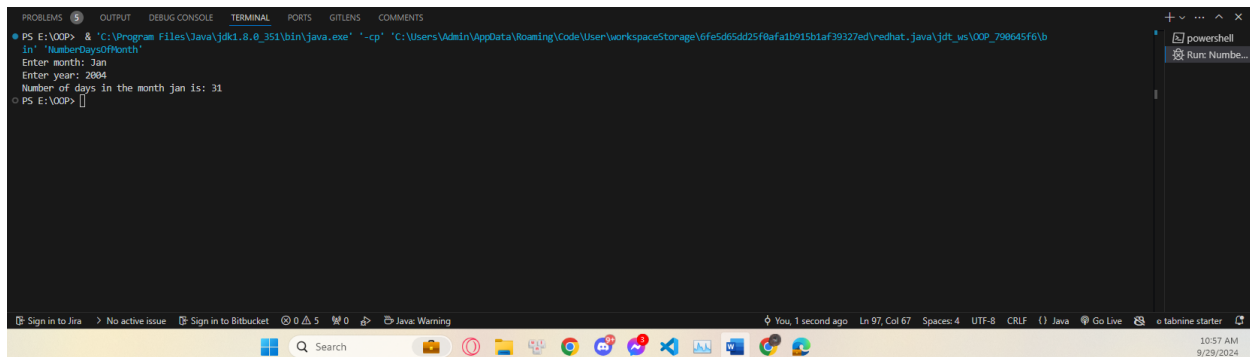 PROBLEMS 5 OUTPUT DEBUG CONSOLE TERMINAL PORTS GITLENS COMMENTS
PS E:\OOP> & 'C:\Program Files\Java\jdk1.8.0_351\bin\java.exe' '-cp' 'C:\Users\Admin\AppData\Roaming\Code\User\workspaceStorage\6fe5d65dd25f0afa1b915b1af39327ed\redhat.java\jdt_ws\OOP_790645f6\b
in' 'NumberDaysOfMonth'
Enter month: Jan
Enter year: 2004
Number of days in the month jan is: 31
PS E:\OOP>
powershell
Run: Numbe...
Sign in to Jira No active issue Sign in to Bitbucket 0 5 0 Java: Warning You, 1 second ago Ln 97, Col 67 Spaces: 4 UTF-8 CRLF {} Java Go Live tabnine starter
Search 10:57 AM
9/29/2024